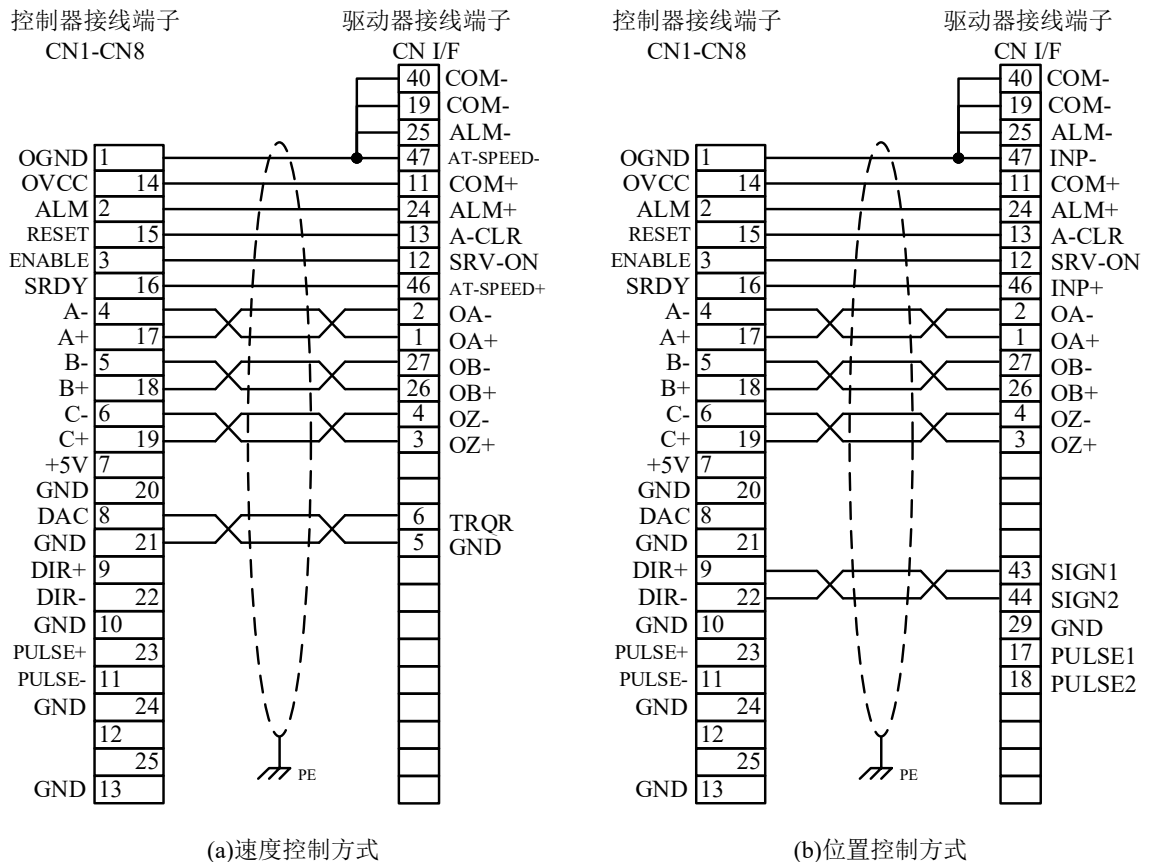 控制器接线端子 驱动器接线端子
CN1-CN8 CN I/F
40 COM-
19 COM-
25 ALM-
OGND 1 47 AT-SPEED-
OVCC 14 11 COM+
ALM 2 24 ALM+
RESET 15 13 A-CLR
ENABLE 3 12 SRV-ON
SRDY 16 46 AT-SPEED+
A- 4 2 OA-
A+ 17 1 OA+
B- 5 27 OB-
B+ 18 26 OB+
C- 6 4 OZ-
C+ 19 3 OZ+
+5V 7
GND 20
DAC 8 6 TRQR
GND 21 5 GND
DIR+ 9
DIR- 22
GND 10
PULSE+ 23
PULSE- 11
GND 24
12
25
GND 13
PE
(a)速度控制方式
控制器接线端子 驱动器接线端子
CN1-CN8 CN I/F
40 COM-
19 COM-
25 ALM-
OGND 1 47 INP-
OVCC 14 11 COM+
ALM 2 24 ALM+
RESET 15 13 A-CLR
ENABLE 3 12 SRV-ON
SRDY 16 46 INP+
A- 4 2 OA-
A+ 17 1 OA+
B- 5 27 OB-
B+ 18 26 OB+
C- 6 4 OZ-
C+ 19 3 OZ+
+5V 7
GND 20
DAC 8
GND 21
DIR+ 9 43 SIGN1
DIR- 22 44 SIGN2
GND 10 29 GND
PULSE+ 23 17 PULSE1
PULSE- 11 18 PULSE2
GND 24
12
25
GND 13
PE
(b)位置控制方式